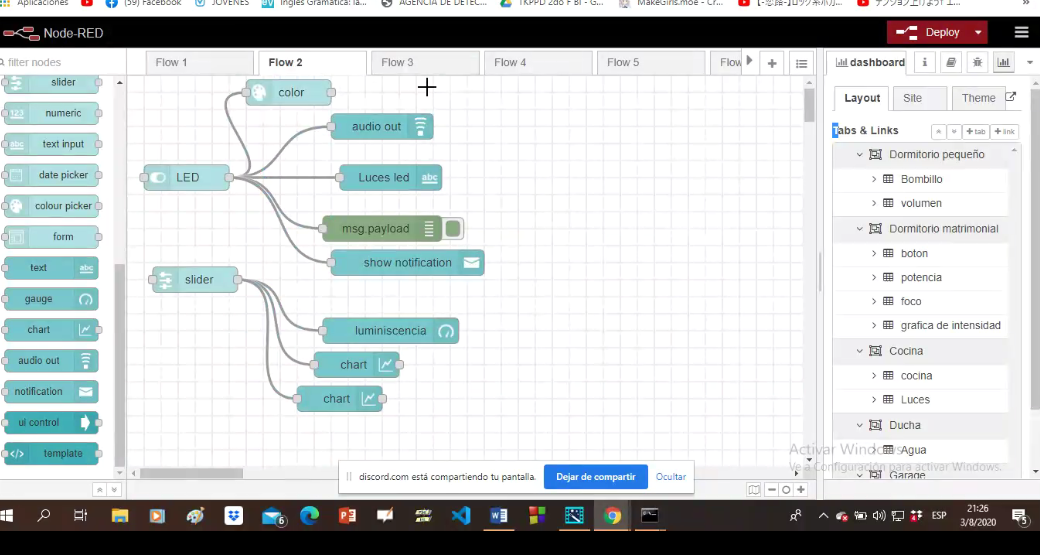 Aplicaciones
(59) Facebook
JOVENES
Inglés Gramática: la...
AGENCIA DE DETEC...
TKPPD 2do F BI - G...
MakeGirls.moe - Cr...
Node-RED
Deploy
filter nodes
Flow 1
Flow 2
Flow 3
Flow 4
Flow 5
Flow
dashboard
slider
numeric
text input
date picker
colour picker
form
text
gauge
chart
audio out
notification
ui control
template
color
audio out
LED
Luces led
msg.payload
show notification
slider
luminiscencia
chart
chart
Layout
Site
Theme
Tabs & Links
tab
link
Dormitorio pequeño
Bombillo
volumen
Dormitorio matrimonial
boton
potencia
foco
grafica de intensidad
Cocina
cocina
Luces
Ducha
Agua
Garage
Activar Windows
Ve a Configuración para activar Windows.
discord.com está compartiendo tu pantalla.
Dejar de compartir
Ocultar
ESP
21:26
3/8/2020